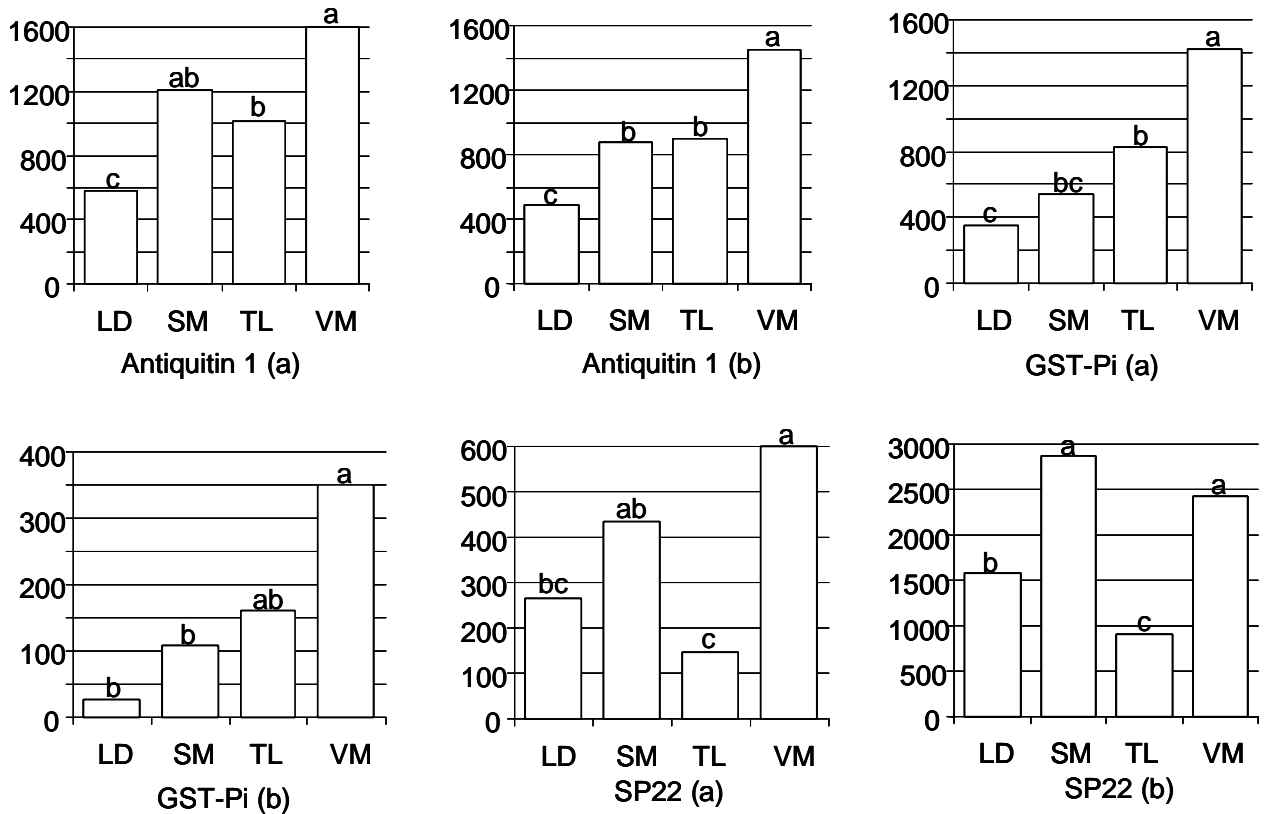 1600
1200
800
400
0
c
ab
b
a
LD SM TL VM
Antiquitin 1 (a)
1600
1200
800
400
0
c
b
b
a
LD SM TL VM
Antiquitin 1 (b)
1600
1200
800
400
0
c
bc
b
a
LD SM TL VM
GST-Pi (a)
400
300
200
100
0
b
b
ab
a
LD SM TL VM
GST-Pi (b)
600
500
400
300
200
100
0
bc
ab
c
a
LD SM TL VM
SP22 (a)
3000
2500
2000
1500
1000
500
0
b
a
c
a
LD SM TL VM
SP22 (b)